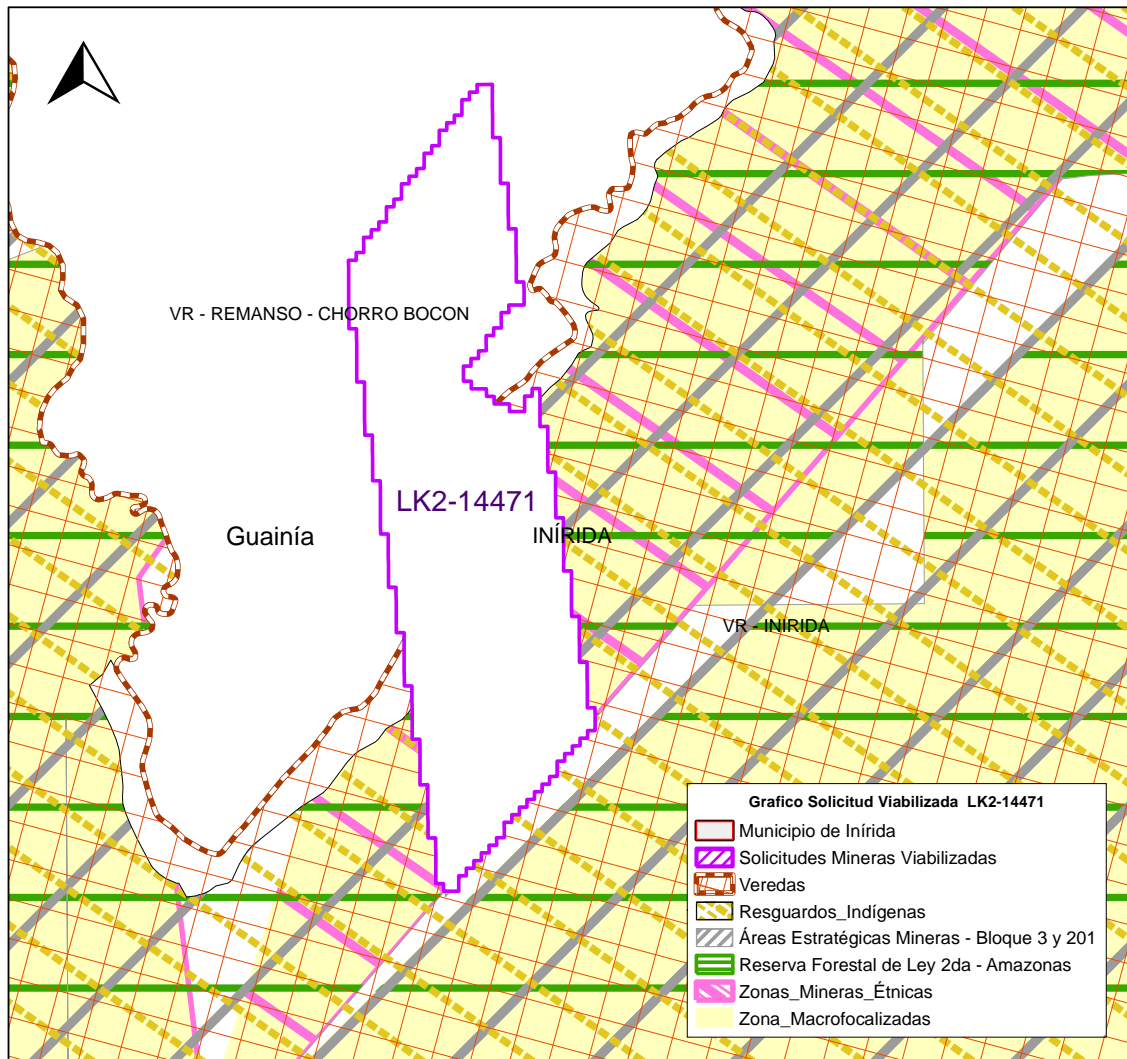 VR - REMANSO - CHORRO BOCON
LK2-14471
Guainía
INÍRIDA
VR - INIRIDA
Grafico Solicitud Viabilizada LK2-14471
Municipio de Inírida
Solicitudes Mineras Viabilizadas
Veredas
Resguardos_Indígenas
Áreas Estratégicas Mineras - Bloque 3 y 201
Reserva Forestal de Ley 2da - Amazonas
Zonas_Mineras_Étnicas
Zona_Macrofocalizadas